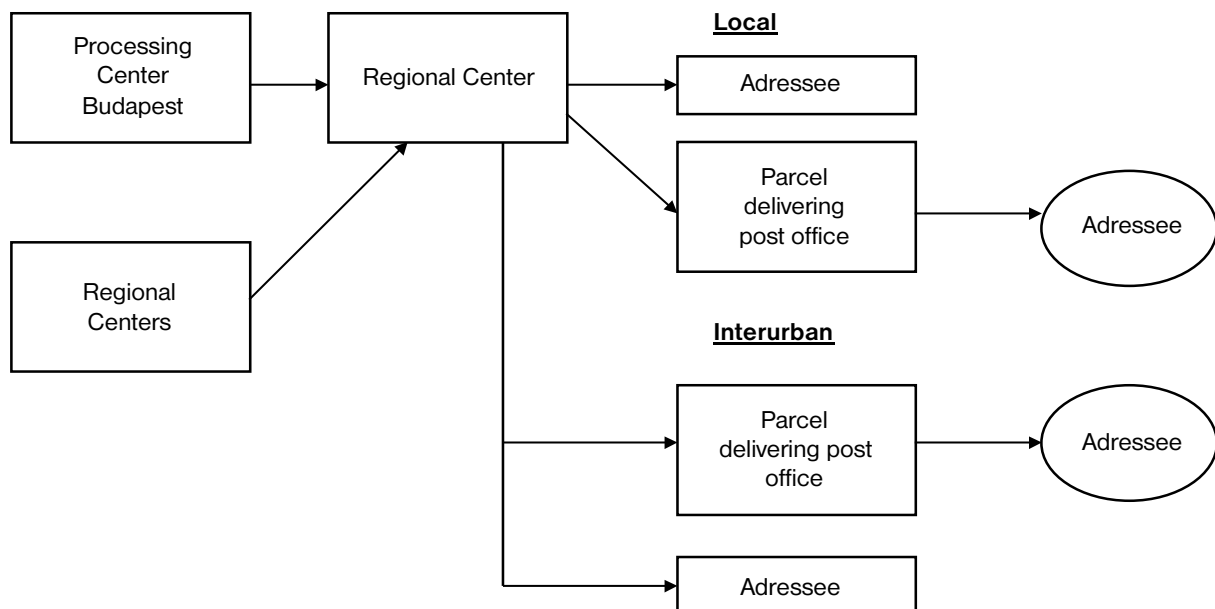 Processing
Center
Budapest
Regional Center
Local
Adressee
Parcel
delivering
post office
Adressee
Regional
Centers
Interurban
Parcel
delivering post
office
Adressee
Adressee